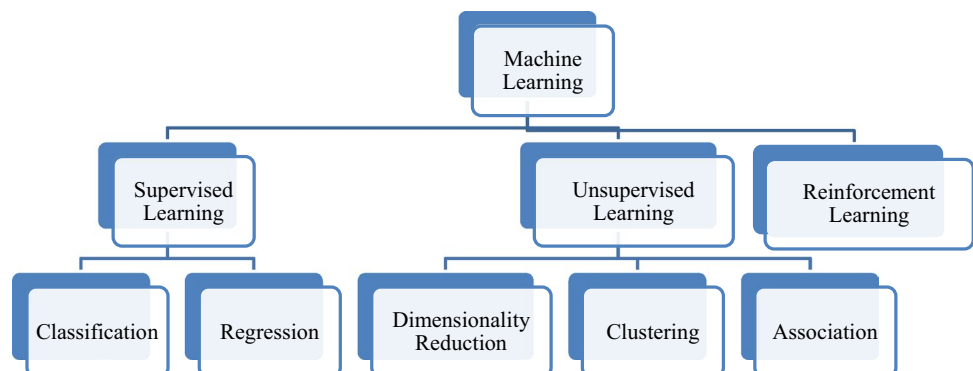 Machine
Learning
Supervised
Learning
Unsupervised
Learning
Reinforcement
Learning
Classification
Regression
Dimensionality
Reduction
Clustering
Association